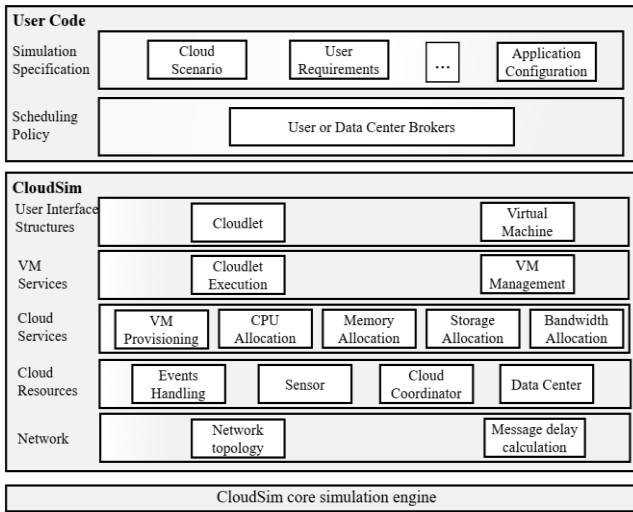 User Code
Simulation
Specification
Cloud
Scenario
User
Requirements
...
Application
Configuration
Scheduling
Policy
User or Data Center Brokers
CloudSim
User Interface
Structures
Cloudlet
Virtual
Machine
VM
Services
Cloudlet
Execution
VM
Management
Cloud
Services
VM
Provisioning
CPU
Allocation
Memory
Allocation
Storage
Allocation
Bandwidth
Allocation
Cloud
Resources
Events
Handling
Sensor
Cloud
Coordinator
Data Center
Network
Network
topology
Message delay
calculation
CloudSim core simulation engine